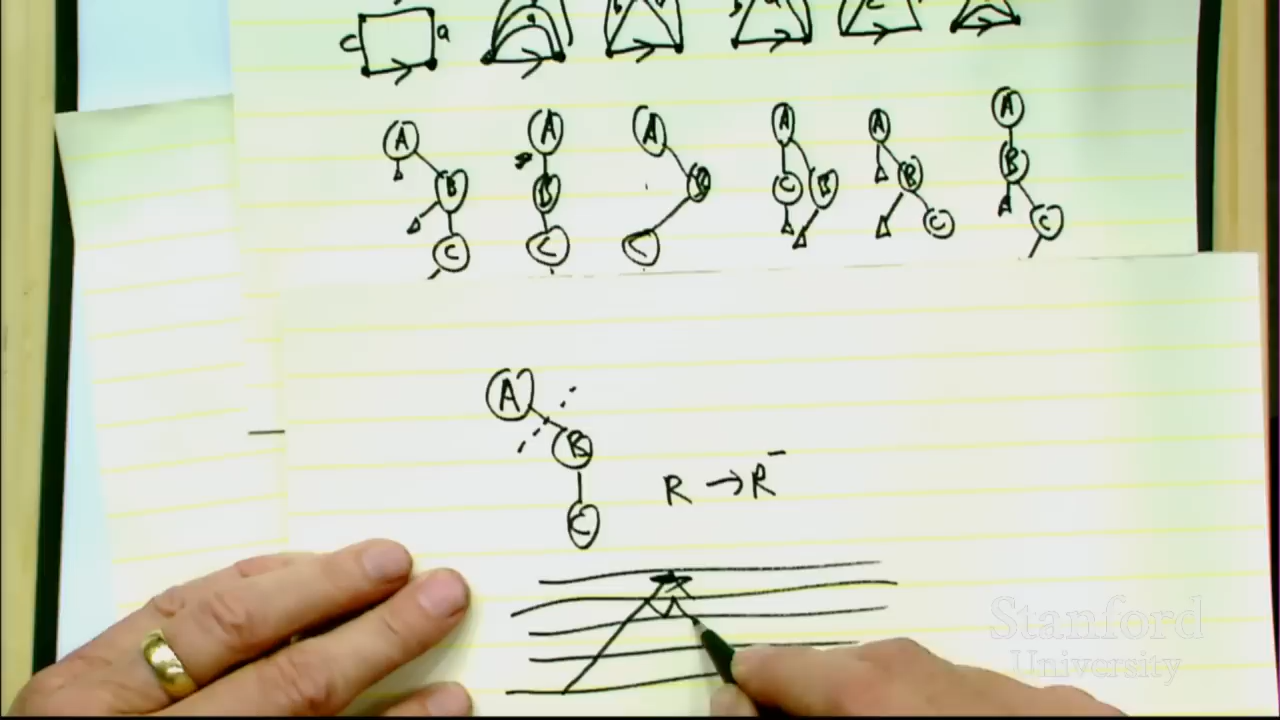 c a
A A A A A A
B B B C B B B
C C C C C
A
B
R → R⁻
C
Stanford
University